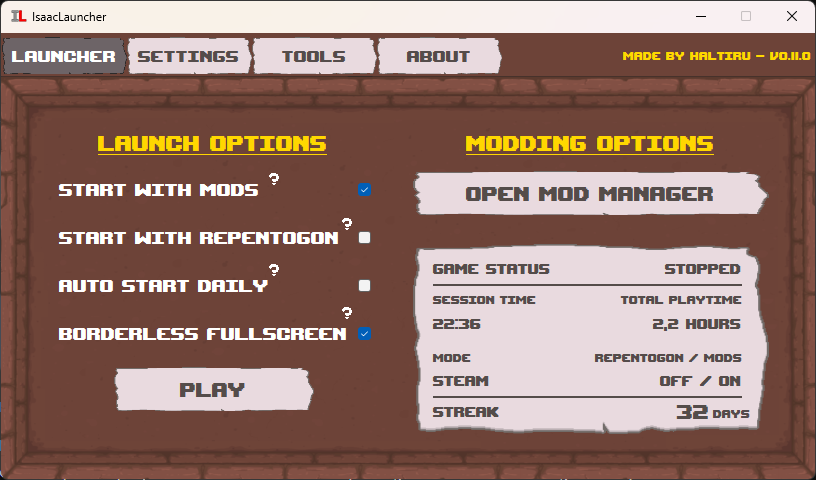 IL IsaacLauncher
LAUNCHER SETTINGS TOOLS ABOUT MADE BY HALTIRU - V0.11.0
LAUNCH OPTIONS
START WITH MODS ?
START WITH REPENTOGON ?
AUTO START DAILY ?
BORDERLESS FULLSCREEN ?
PLAY
MODDING OPTIONS
OPEN MOD MANAGER
GAME STATUS STOPPED
SESSION TIME TOTAL PLAYTIME
22:36 2,2 HOURS
MODE REPENTOGON / MODS
STEAM OFF / ON
STREAK 32 DAYS